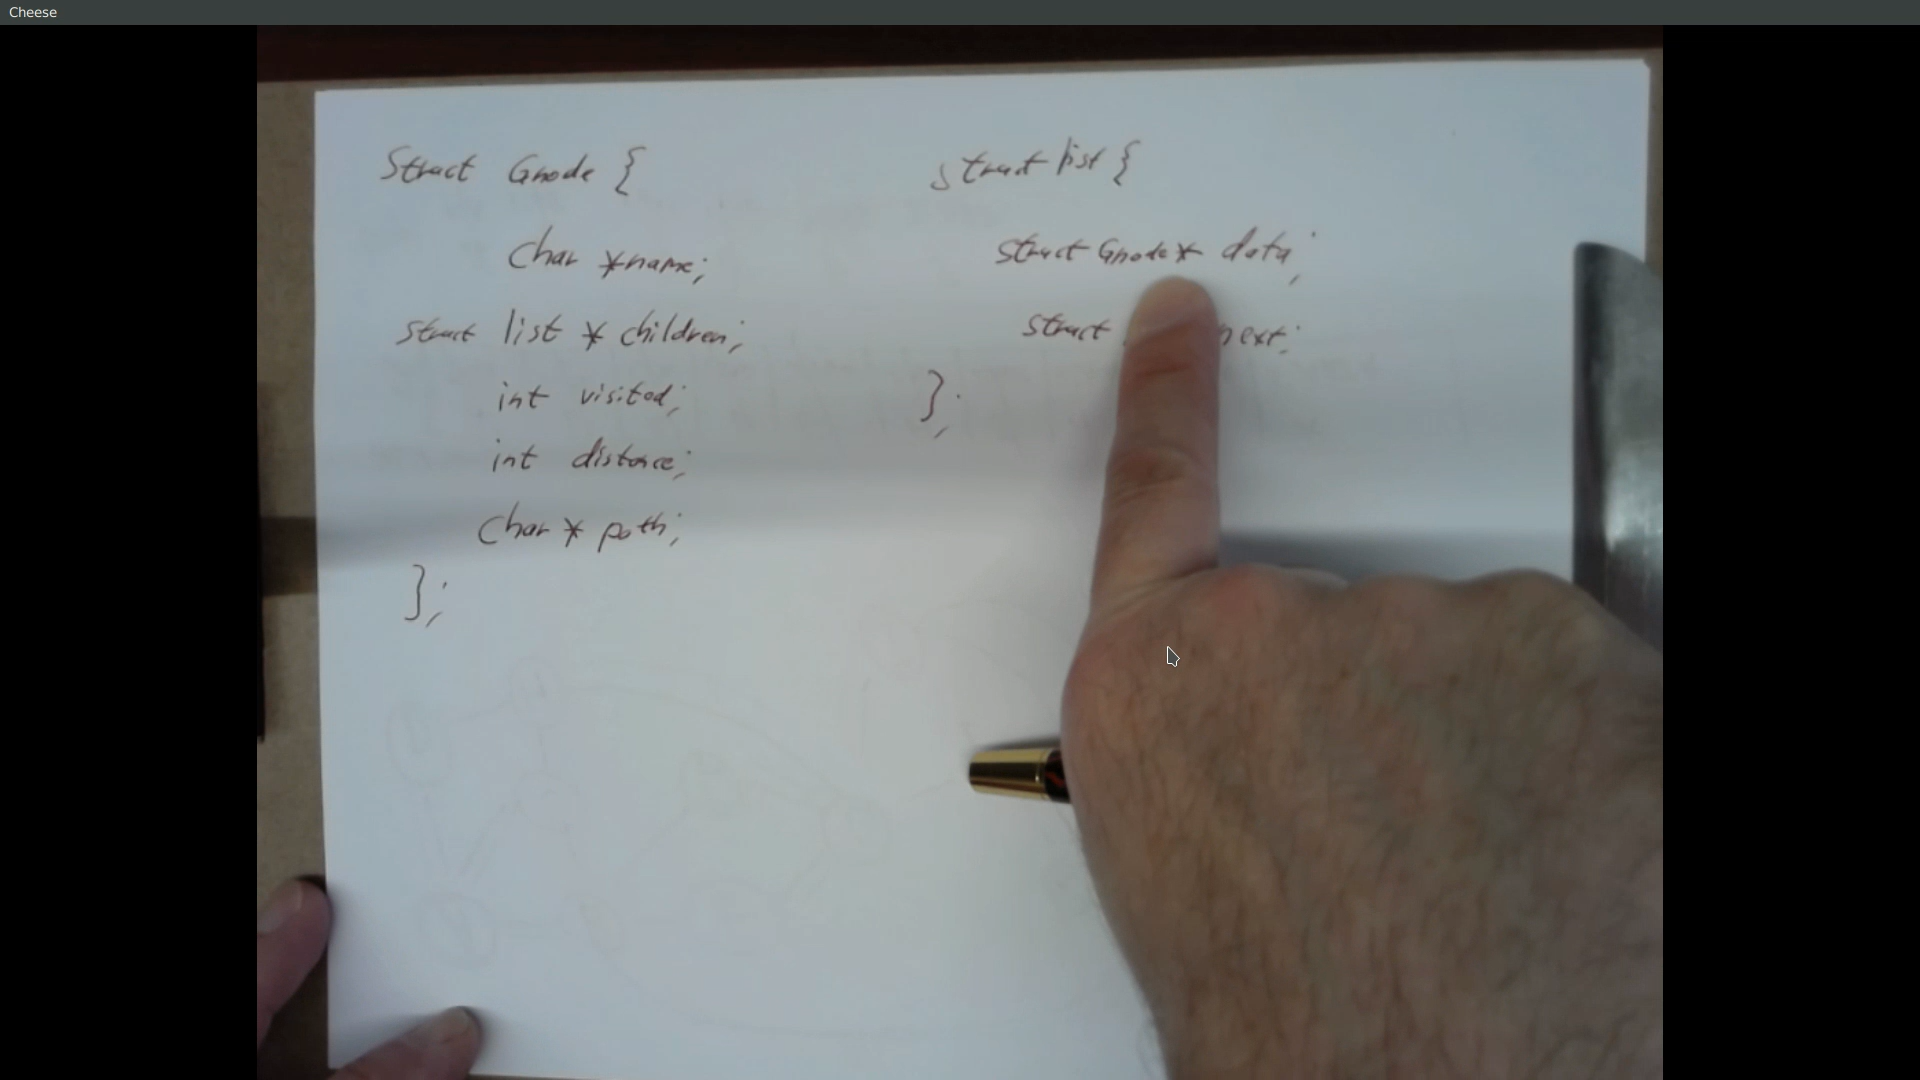 Cheese
Struct Gnode {
char *name;
struct list * children;
int visited;
int distance;
char * path;
};
struct list {
struct Gnode * data;
struct next;
};